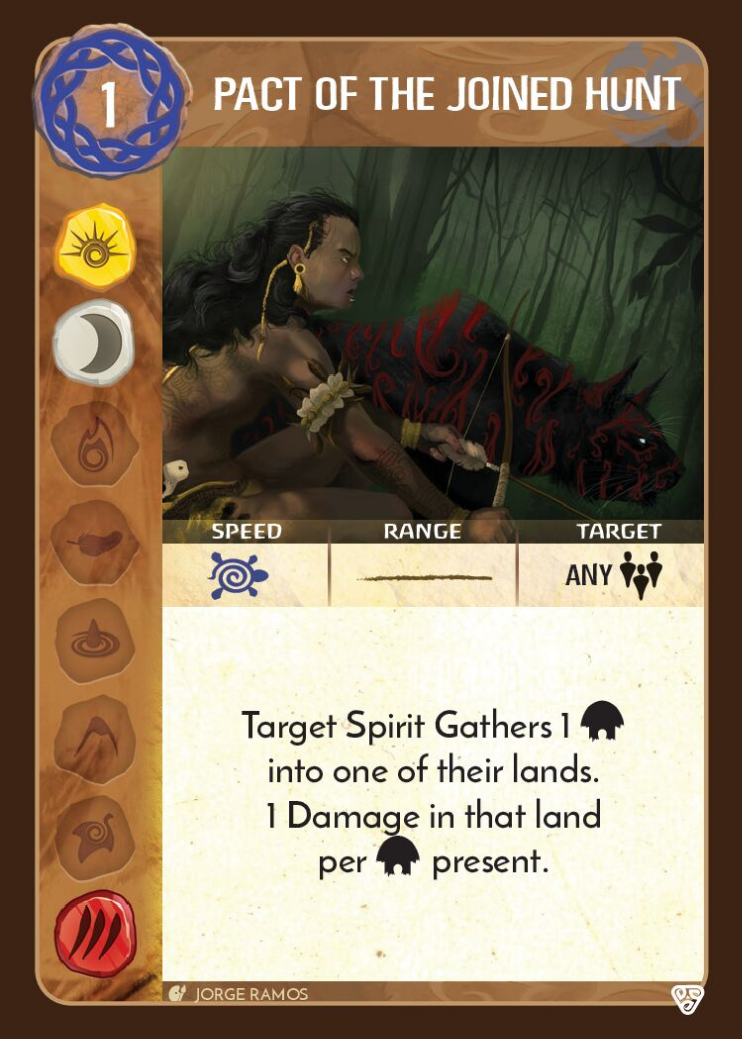 1
PACT OF THE JOINED HUNT
SPEED RANGE TARGET
ANY
Target Spirit Gathers 1
into one of their lands.
1 Damage in that land
per present.
JORGE RAMOS